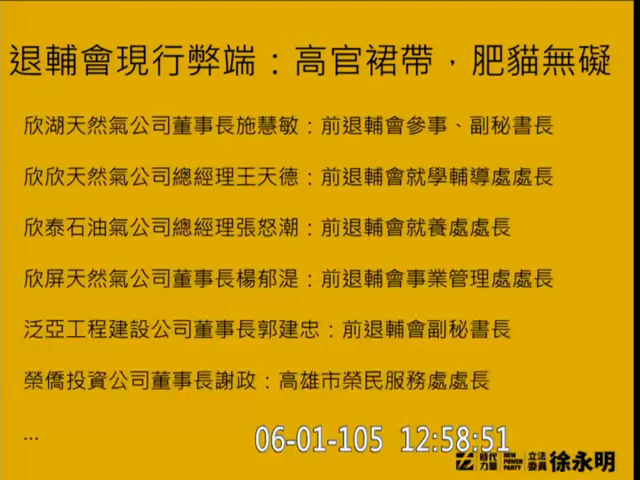 退輔會現行弊端：高官裙帶，肥貓無礙
欣湖天然氣公司董事長施慧敏：前退輔會參事、副秘書長
欣欣天然氣公司總經理王天德：前退輔會就學輔導處處長
欣泰石油氣公司總經理張怒潮：前退輔會就養處處長
欣屏天然氣公司董事長楊郁湜：前退輔會事業管理處處長
泛亞工程建設公司董事長郭建忠：前退輔會副秘書長
榮僑投資公司董事長謝政：高雄市榮民服務處處長
...
06-01-105 12:58:51
時代力量 NEW POWER PARTY 立法委員 徐永明